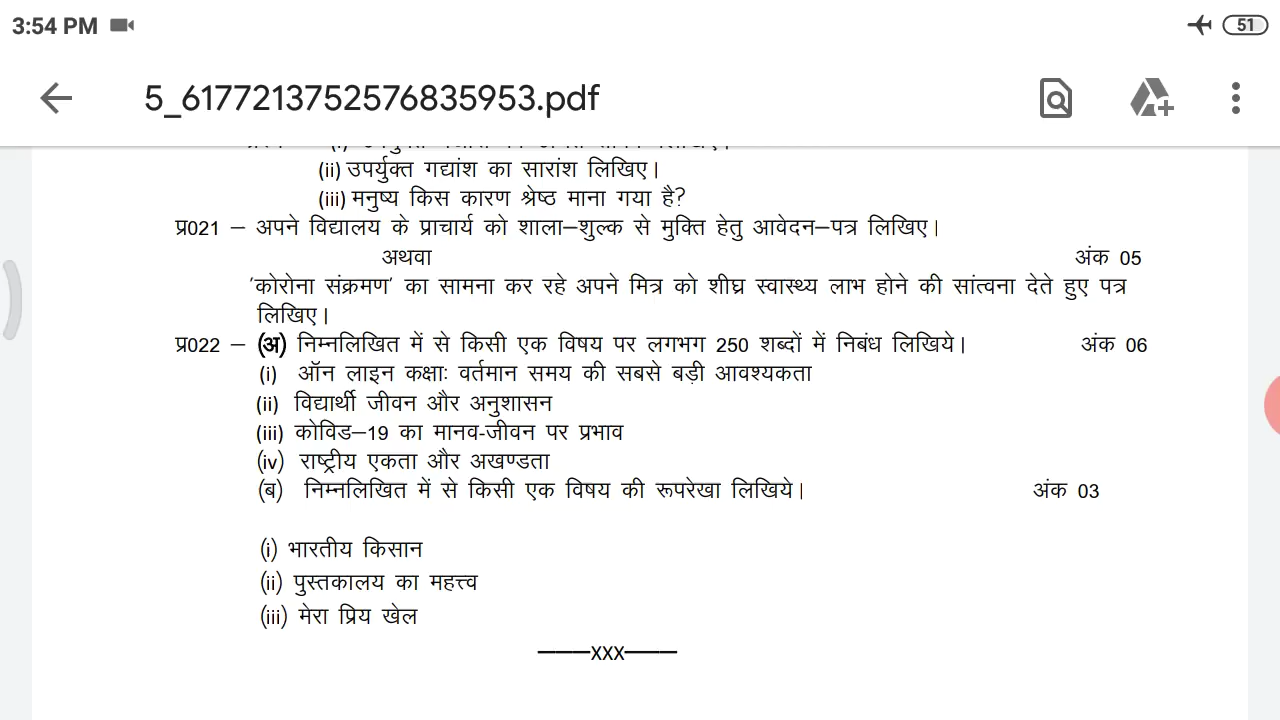 3:54 PM
51
5_6177213752576835953.pdf
(ii) उपर्युक्त गद्यांश का सारांश लिखिए।
(iii) मनुष्य किस कारण श्रेष्ठ माना गया है?
प्र021 – अपने विद्यालय के प्राचार्य को शाला–शुल्क से मुक्ति हेतु आवेदन–पत्र लिखिए।
अथवा अंक 05
'कोरोना संक्रमण' का सामना कर रहे अपने मित्र को शीघ्र स्वास्थ्य लाभ होने की सांत्वना देते हुए पत्र
लिखिए।
प्र022 – (अ) निम्नलिखित में से किसी एक विषय पर लगभग 250 शब्दों में निबंध लिखिये। अंक 06
(i) ऑन लाइन कक्षाः वर्तमान समय की सबसे बड़ी आवश्यकता
(ii) विद्यार्थी जीवन और अनुशासन
(iii) कोविड–19 का मानव-जीवन पर प्रभाव
(iv) राष्ट्रीय एकता और अखण्डता
(ब) निम्नलिखित में से किसी एक विषय की रूपरेखा लिखिये। अंक 03
(i) भारतीय किसान
(ii) पुस्तकालय का महत्त्व
(iii) मेरा प्रिय खेल
–––xxx–––